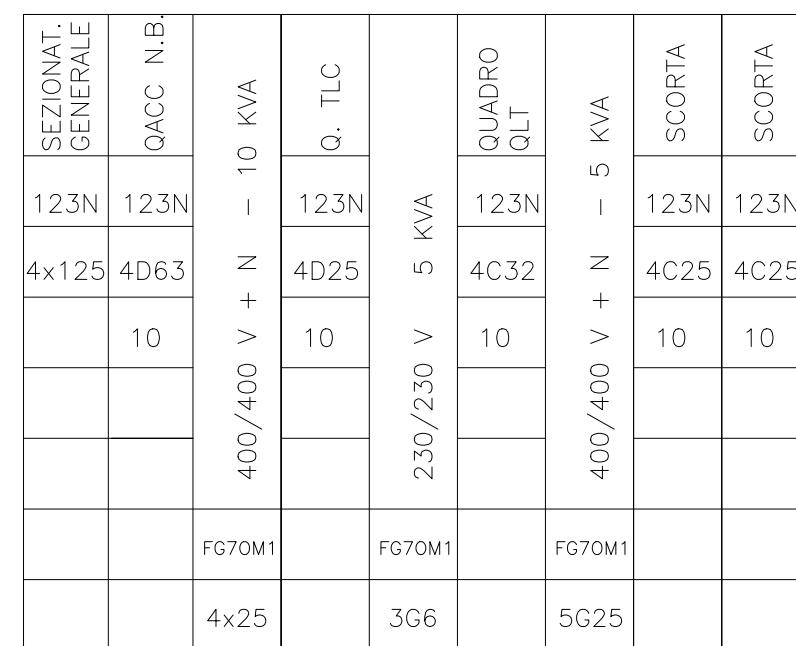 SEZIONAT.
GENERALE
QACC N.B.
400/400 V + N - 10 KVA
Q. TLC
230/230 V 5 KVA
QUADRO
QLT
400/400 V + N - 5 KVA
SCORTA
SCORTA
123N 123N 123N 123N 123N 123N
4x125 4D63 4D25 4C32 4C25 4C25
10 10 10 10 10
FG7OM1 FG7OM1 FG7OM1
4x25 3G6 5G25